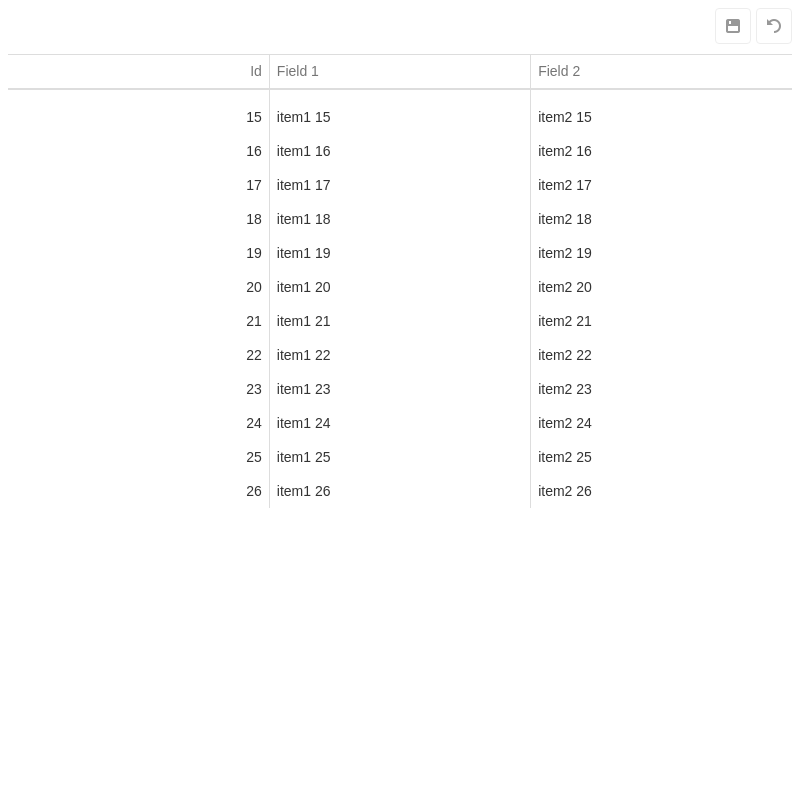 Id Field 1 Field 2
15 item1 15 item2 15
16 item1 16 item2 16
17 item1 17 item2 17
18 item1 18 item2 18
19 item1 19 item2 19
20 item1 20 item2 20
21 item1 21 item2 21
22 item1 22 item2 22
23 item1 23 item2 23
24 item1 24 item2 24
25 item1 25 item2 25
26 item1 26 item2 26